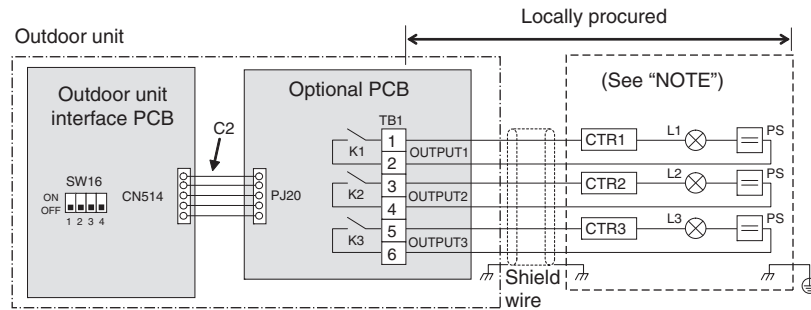 Locally procured
Outdoor unit
Outdoor unit
interface PCB
Optional PCB
(See “NOTE”)
C2
TB1
SW16
ON
OFF
1 2 3 4
CN514
PJ20
K1
1
2
OUTPUT1
K2
3
4
OUTPUT2
K3
5
6
OUTPUT3
CTR1
L1
PS
CTR2
L2
PS
CTR3
L3
PS
Shield
wire